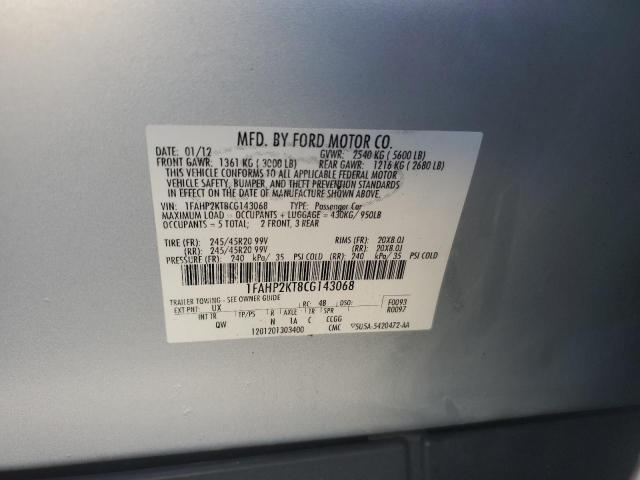 MFD. BY FORD MOTOR CO.
DATE: 01/12 GVWR: 2540 KG ( 5600 LB)
FRONT GAWR: 1361 KG ( 3000 LB) REAR GAWR: 1216 KG ( 2680 LB)
THIS VEHICLE CONFORMS TO ALL APPLICABLE FEDERAL MOTOR
VEHICLE SAFETY, BUMPER, AND THEFT PREVENTION STANDARDS
IN EFFECT ON THE DATE OF MANUFACTURE SHOWN ABOVE.
VIN: 1FAHP2KT8CG143068 TYPE: Passenger Car
MAXIMUM LOAD = OCCUPANTS + LUGGAGE = 430KG/ 950LB
OCCUPANTS = 5 TOTAL: 2 FRONT, 3 REAR
TIRE (FR): 245/45R20 99V RIMS (FR): 20X8.0J
(RR): 245/45R20 99V (RR): 20X8.0J
PRESSURE (FR): 240 kPa/ 35 PSI COLD (RR): 240 kPa/ 35 PSI COLD
1FAHP2KT8CG143068
TRAILER TOWING - SEE OWNER GUIDE RC: 48 DSO: F0093
EXT PNT: UX R0097
INT TR TP/PS R AXLE TR SPR
QW N 1A C CCGG
1201201303400 CMC 5U5A-5420472-AA